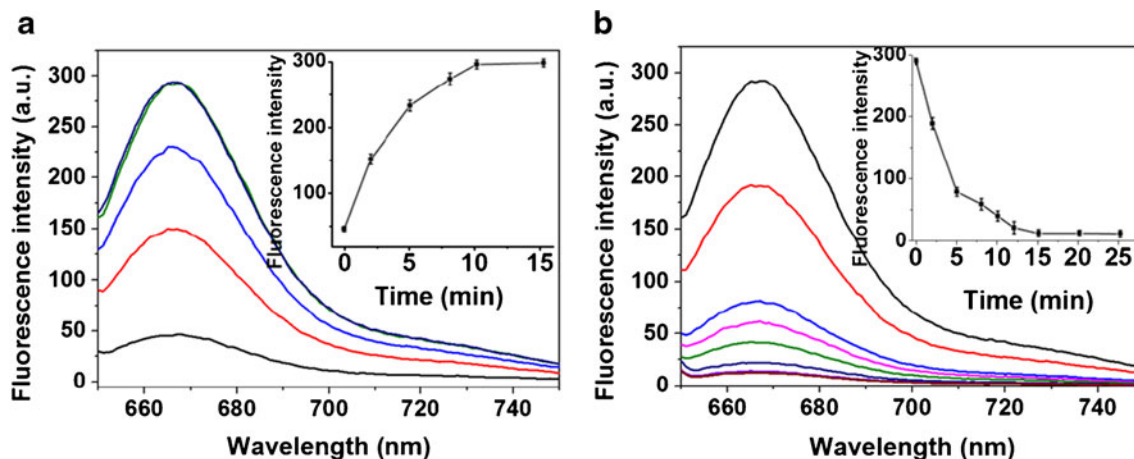 a
Fluorescence intensity (a.u.)
300
250
200
150
100
50
0
660 680 700 720 740
Wavelength (nm)
Fluorescence intensity
300
200
100
0 5 10 15
Time (min)
b
Fluorescence intensity (a.u.)
300
250
200
150
100
50
0
660 680 700 720 740
Wavelength (nm)
Fluorescence intensity
300
200
100
0
0 5 10 15 20 25
Time (min)